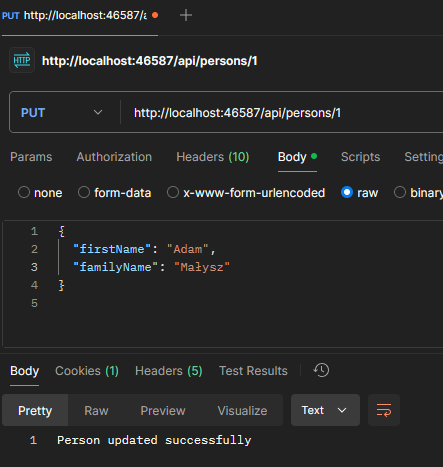 PUT http://localhost:46587/a
HTTP http://localhost:46587/api/persons/1
PUT http://localhost:46587/api/persons/1
Params Authorization Headers (10) Body Scripts Setting
none form-data x-www-form-urlencoded raw binary
1 {
2 "firstName": "Adam",
3 "familyName": "Małysz"
4 }
5
Body Cookies (1) Headers (5) Test Results
Pretty Raw Preview Visualize Text
1 Person updated successfully